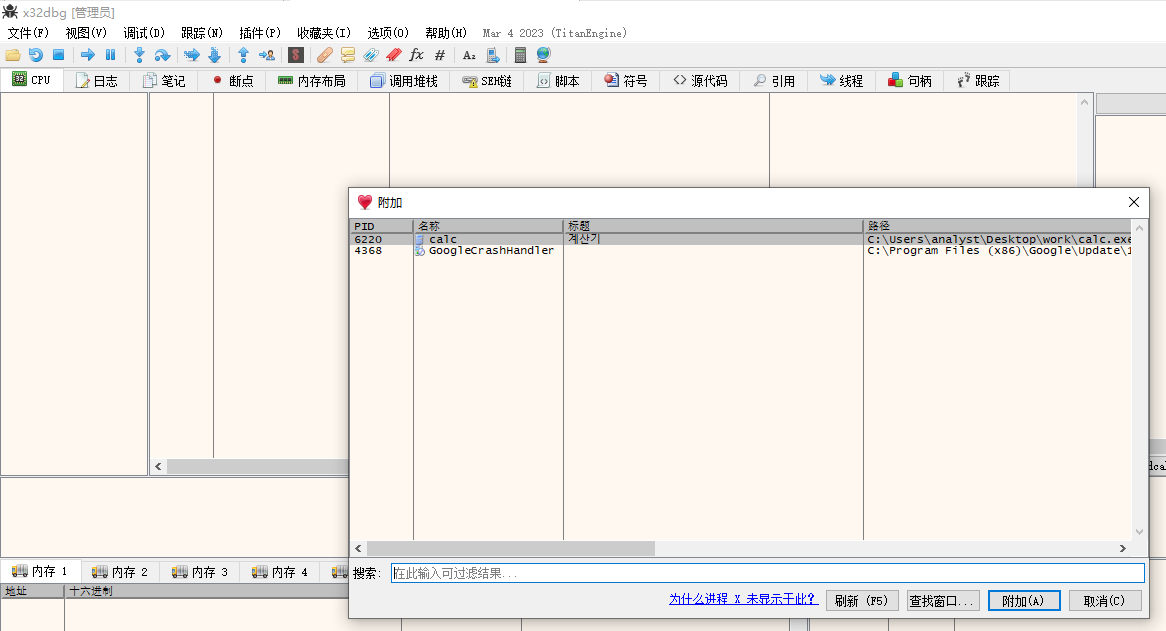 x32dbg [管理员]
文件(F) 视图(V) 调试(D) 跟踪(N) 插件(P) 收藏夹(I) 选项(O) 帮助(H) Mar 4 2023 (TitanEngine)
CPU 日志 笔记 断点 内存布局 调用堆栈 SEH链 脚本 符号 源代码 引用 线程 句柄 跟踪
附加
PID 名称 标题 路径
6220 calc 계산기 C:\Users\analyst\Desktop\work\calc.exe
4368 GoogleCrashHandler C:\Program Files (x86)\Google\Update\1
搜索: 在此输入可过滤结果...
为什么进程 X 未显示于此? 刷新 (F5) 查找窗口... 附加(A) 取消(C)
内存 1 内存 2 内存 3 内存 4
地址 十六进制